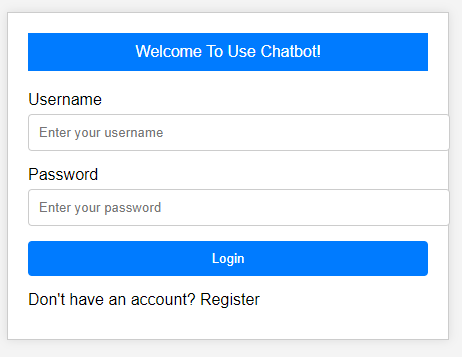 Welcome To Use Chatbot!
Username
Enter your username
Password
Enter your password
Login
Don't have an account? Register